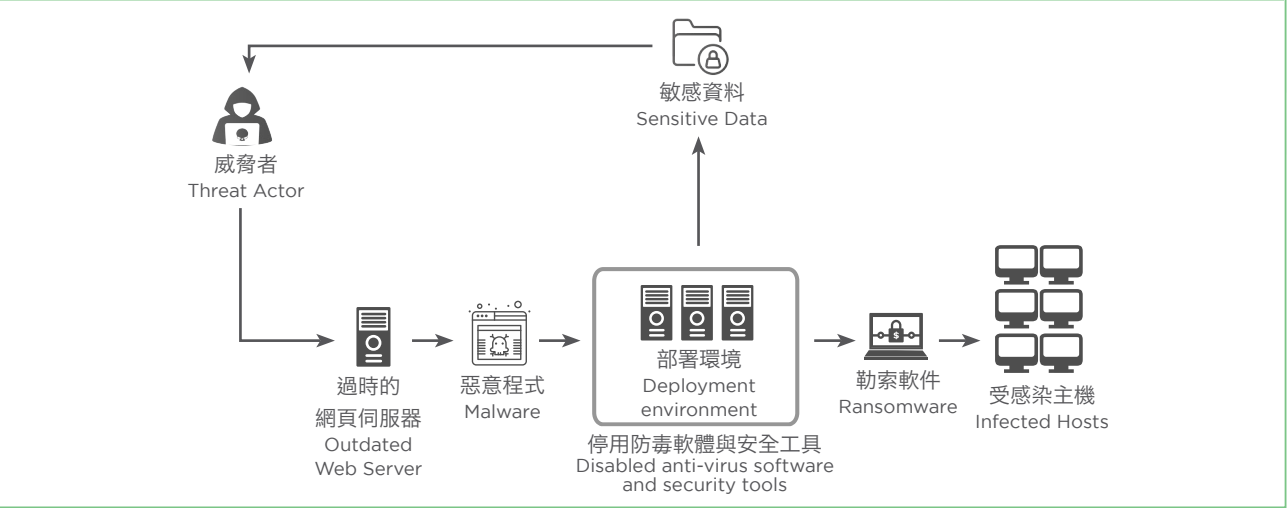 敏感資料
Sensitive Data
威脅者
Threat Actor
過時的
網頁伺服器
Outdated
Web Server
惡意程式
Malware
部署環境
Deployment
environment
停用防毒軟體與安全工具
Disabled anti-virus software
and security tools
勒索軟件
Ransomware
受感染主機
Infected Hosts